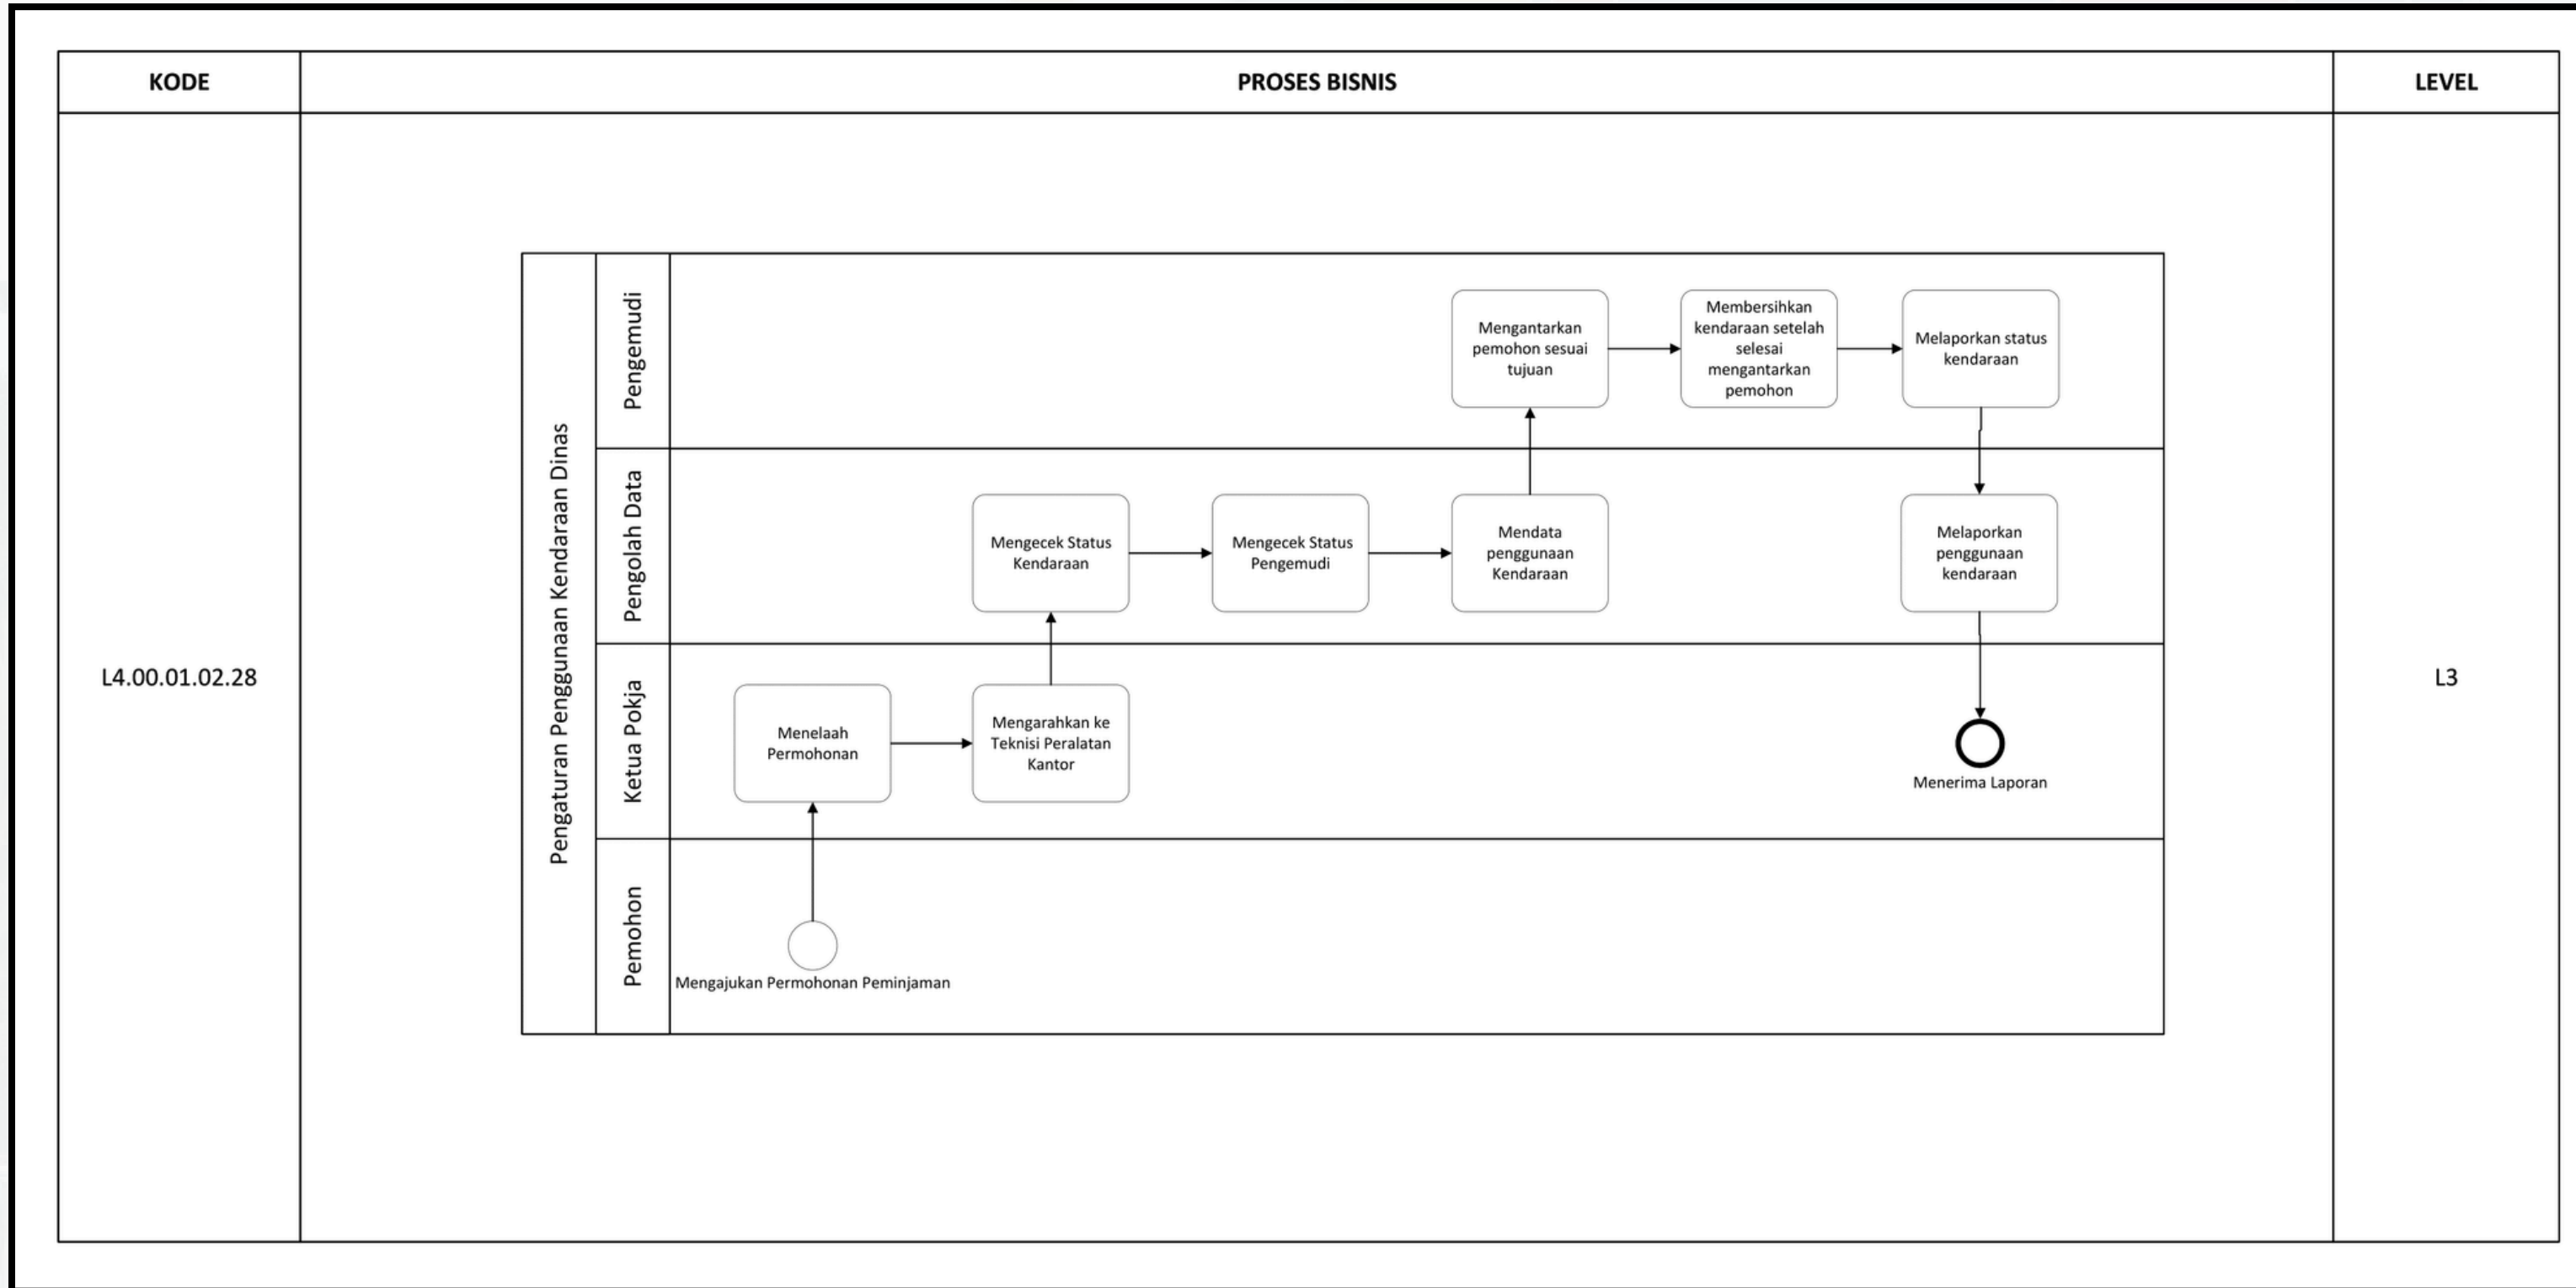 KODE
PROSES BISNIS
LEVEL
L4.00.01.02.28
Pengaturan Penggunaan Kendaraan Dinas
Pengemudi
Mengantarkan
pemohon sesuai
tujuan
Membersihkan
kendaraan setelah
selesai
mengantarkan
pemohon
Melaporkan status
kendaraan
Pengolah Data
Mengecek Status
Kendaraan
Mengecek Status
Pengemudi
Mendata
penggunaan
Kendaraan
Melaporkan
penggunaan
kendaraan
Ketua Pokja
Menelaah
Permohonan
Mengarahkan ke
Teknisi Peralatan
Kantor
Menerima Laporan
Pemohon
Mengajukan Permohonan Peminjaman
L3